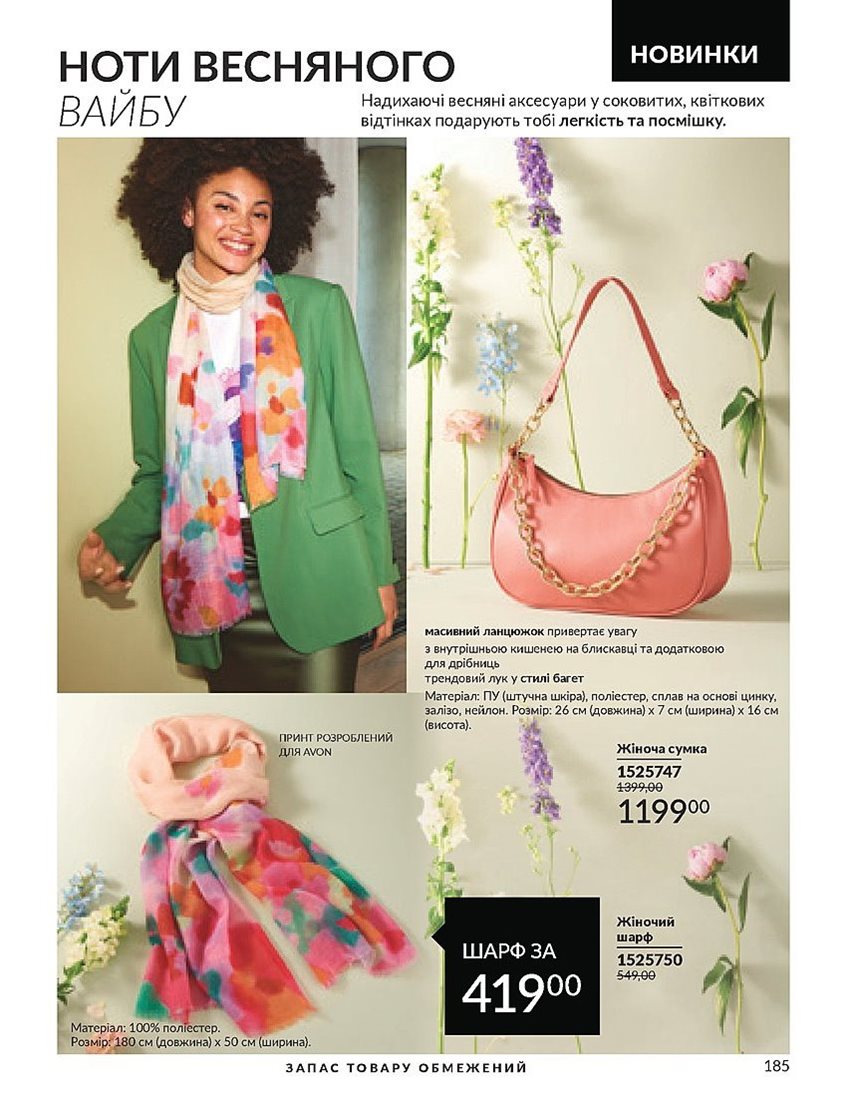 НОВИНКИ
НОТИ ВЕСНЯНОГО
ВАЙБУ
Надихаючі весняні аксесуари у соковитих, квіткових
відтінках подарують тобі легкість та посмішку.
масивний ланцюжок привертає увагу
з внутрішньою кишенею на блискавці та додатковою
для дрібниць
трендовий лук у стилі багет
Матеріал: ПУ (штучна шкіра), поліестер, сплав на основі цинку,
залізо, нейлон. Розмір: 26 см (довжина) x 7 см (ширина) x 16 см
(висота).
ПРИНТ РОЗРОБЛЕНИЙ
ДЛЯ AVON
Жіноча сумка
1525747
1399,00
1199⁰⁰
ШАРФ ЗА
419⁰⁰
Жіночий
шарф
1525750
549,00
Матеріал: 100% поліестер.
Розмір: 180 см (довжина) x 50 см (ширина).
ЗАПАС ТОВАРУ ОБМЕЖЕНИЙ
185